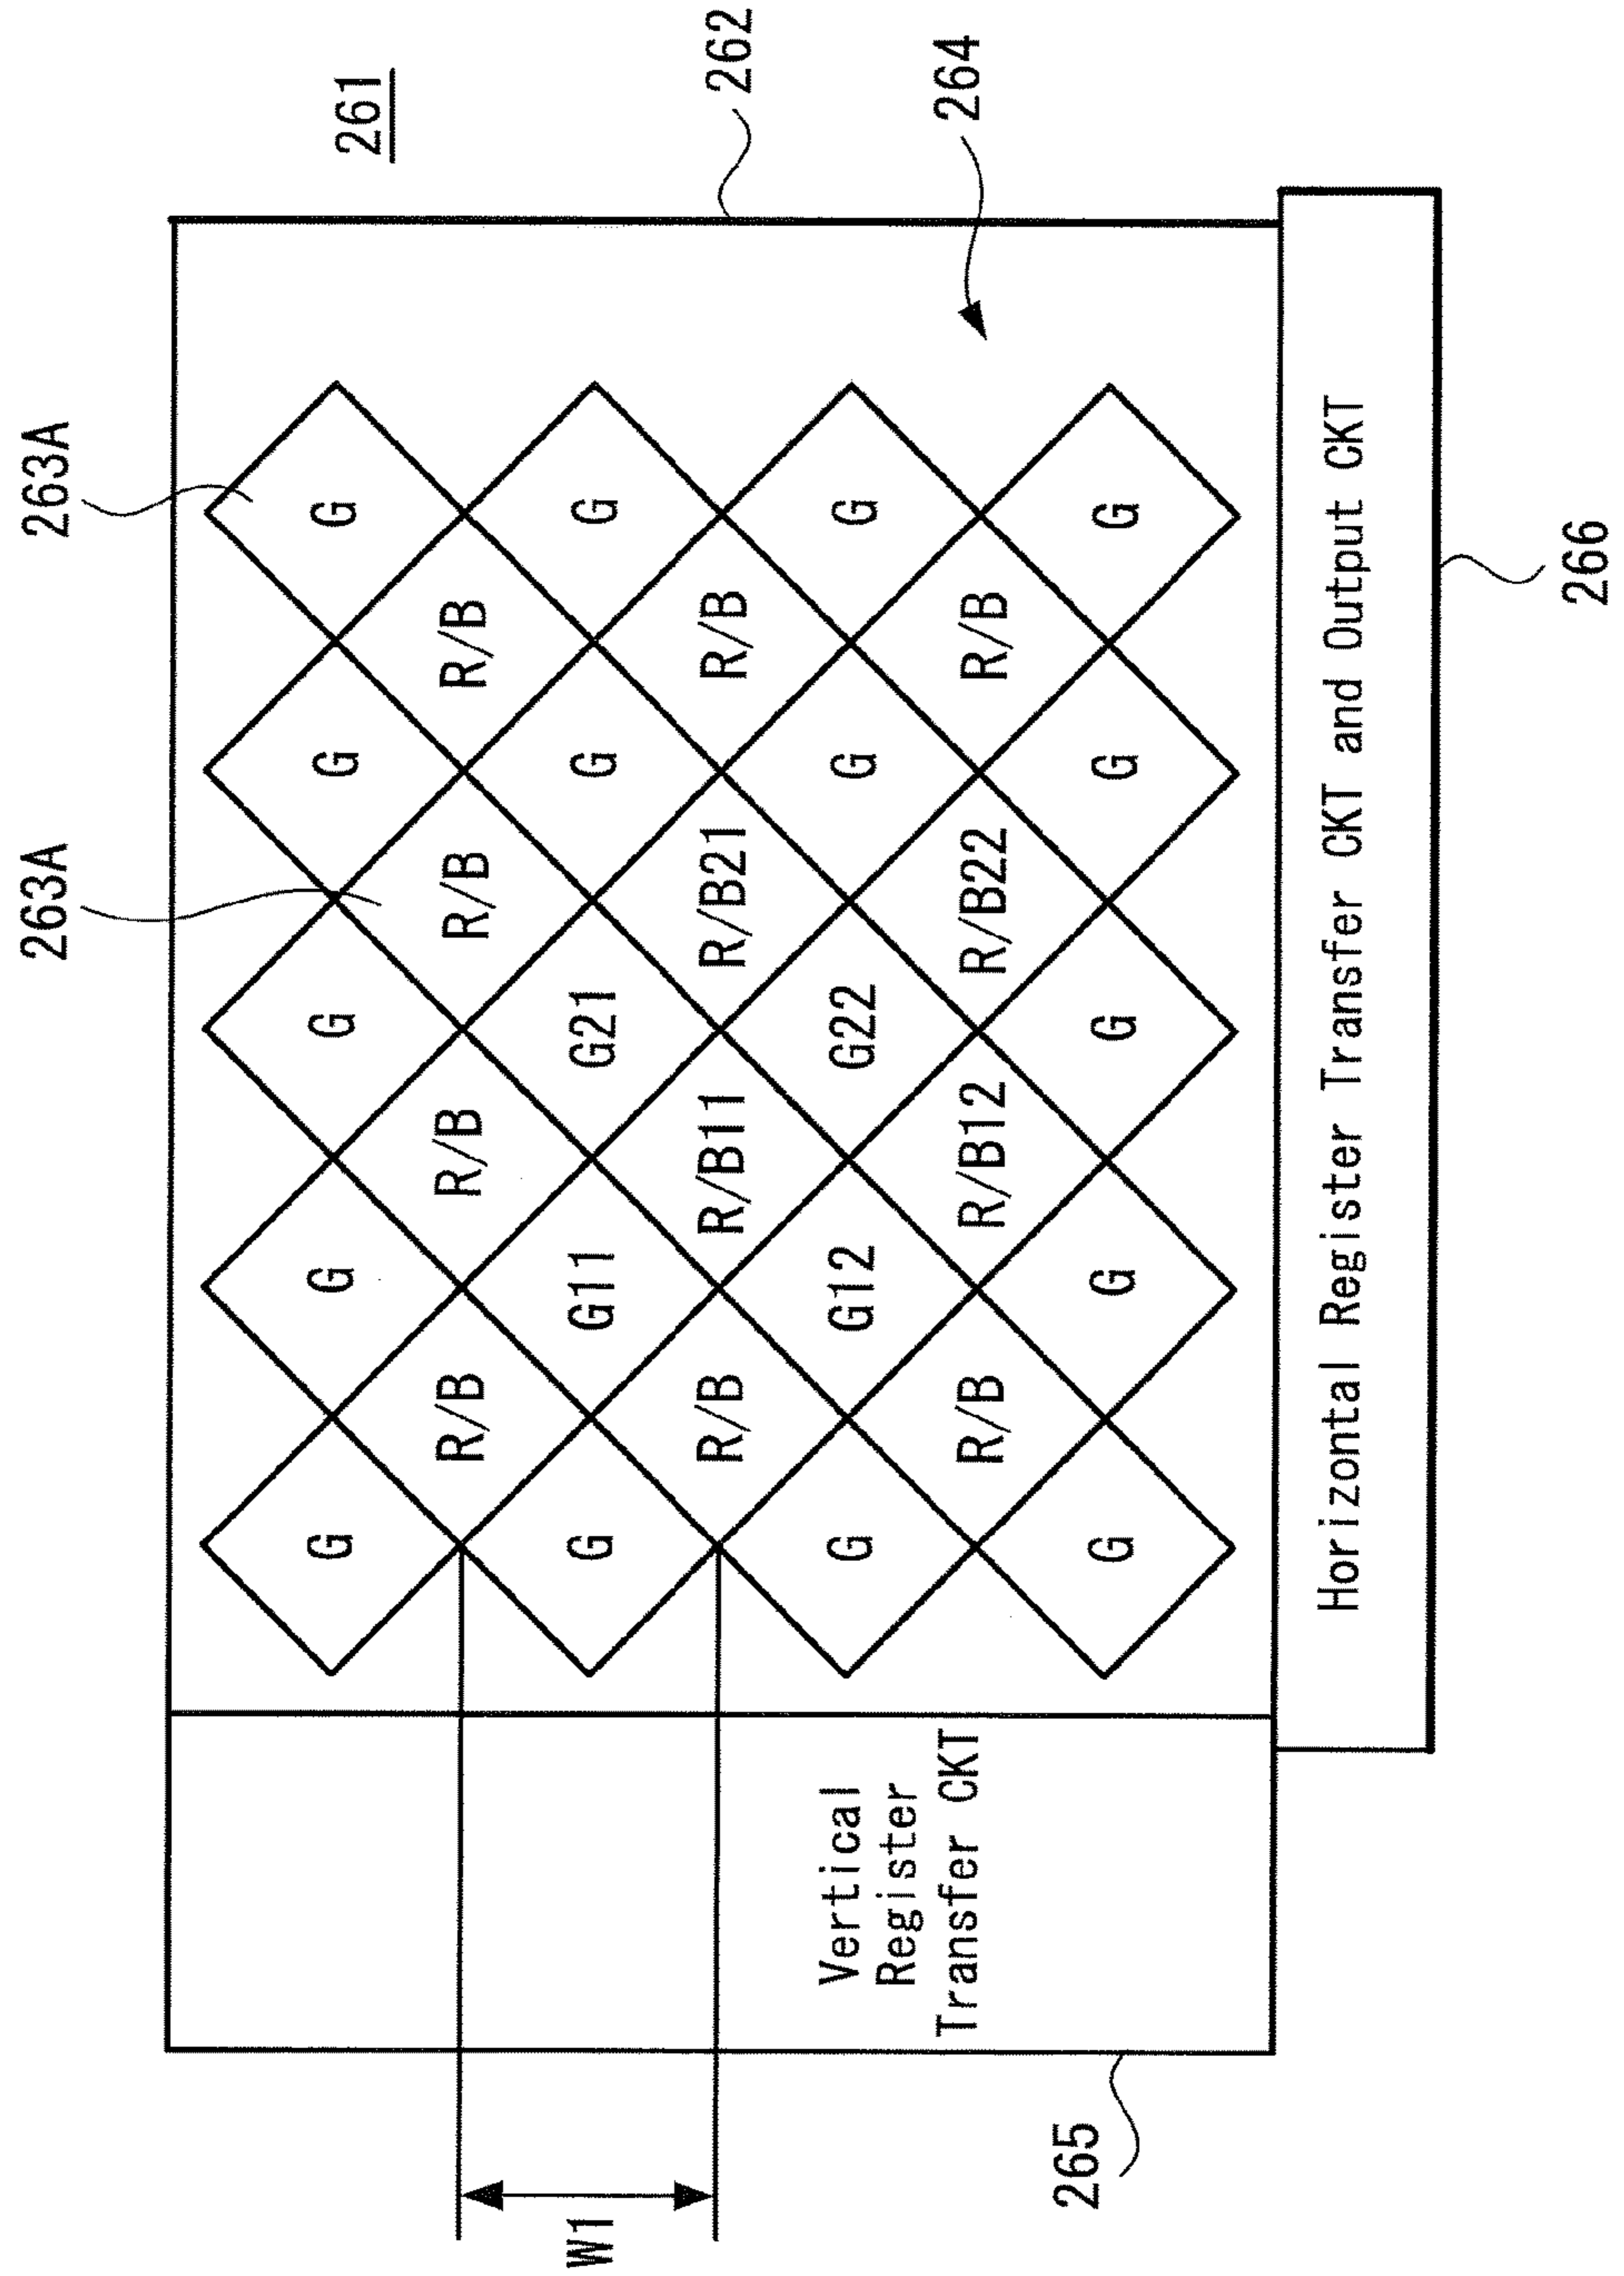 263A 263A
261
G G G G G
R/B R/B R/B R/B
W1
G G11 G21 G G
R/B R/B11 R/B21 R/B
262
G G12 G22 G G
Vertical
Register
Transfer CKT
R/B R/B12 R/B22 R/B
264
265
G G G G G
Horizontal Register Transfer CKT and Output CKT
266